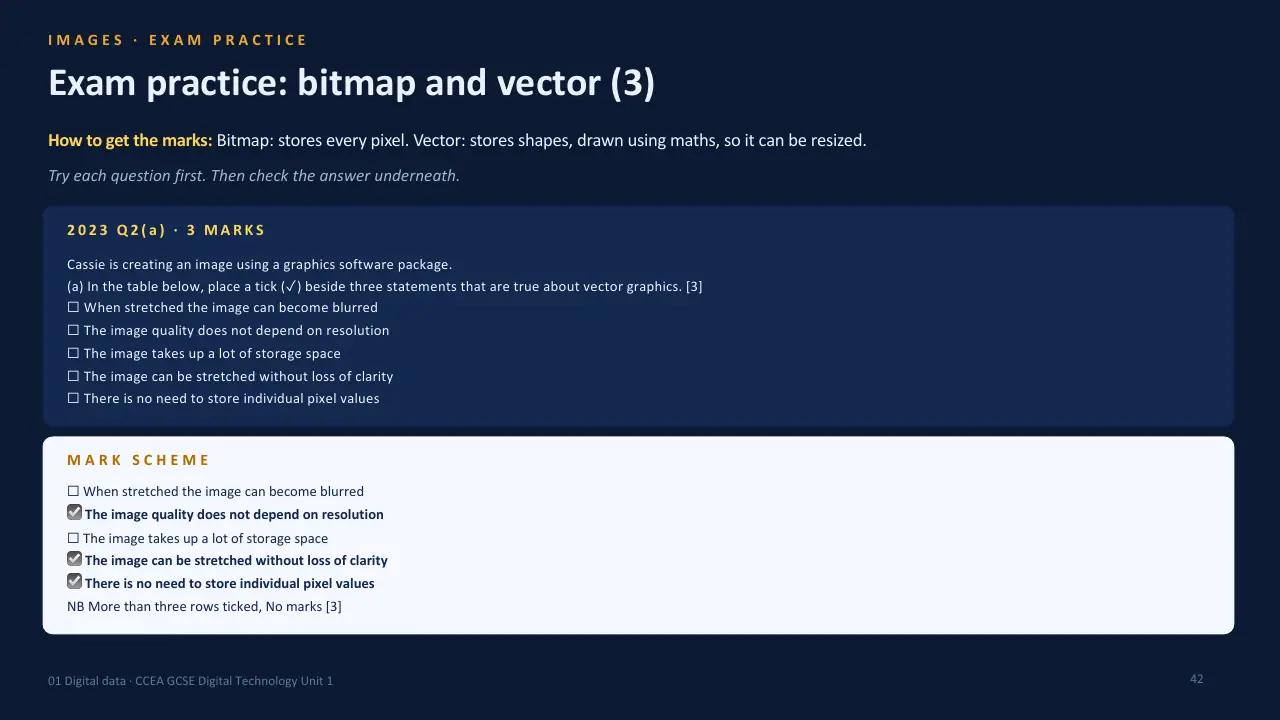 IMAGES · EXAM PRACTICE
Exam practice: bitmap and vector (3)
How to get the marks: Bitmap: stores every pixel. Vector: stores shapes, drawn using maths, so it can be resized.
Try each question first. Then check the answer underneath.
2023 Q2(a) · 3 MARKS
Cassie is creating an image using a graphics software package.
(a) In the table below, place a tick (✓) beside three statements that are true about vector graphics. [3]
☐ When stretched the image can become blurred
☐ The image quality does not depend on resolution
☐ The image takes up a lot of storage space
☐ The image can be stretched without loss of clarity
☐ There is no need to store individual pixel values
MARK SCHEME
☐ When stretched the image can become blurred
☑ The image quality does not depend on resolution
☐ The image takes up a lot of storage space
☑ The image can be stretched without loss of clarity
☑ There is no need to store individual pixel values
NB More than three rows ticked, No marks [3]
01 Digital data · CCEA GCSE Digital Technology Unit 1
42